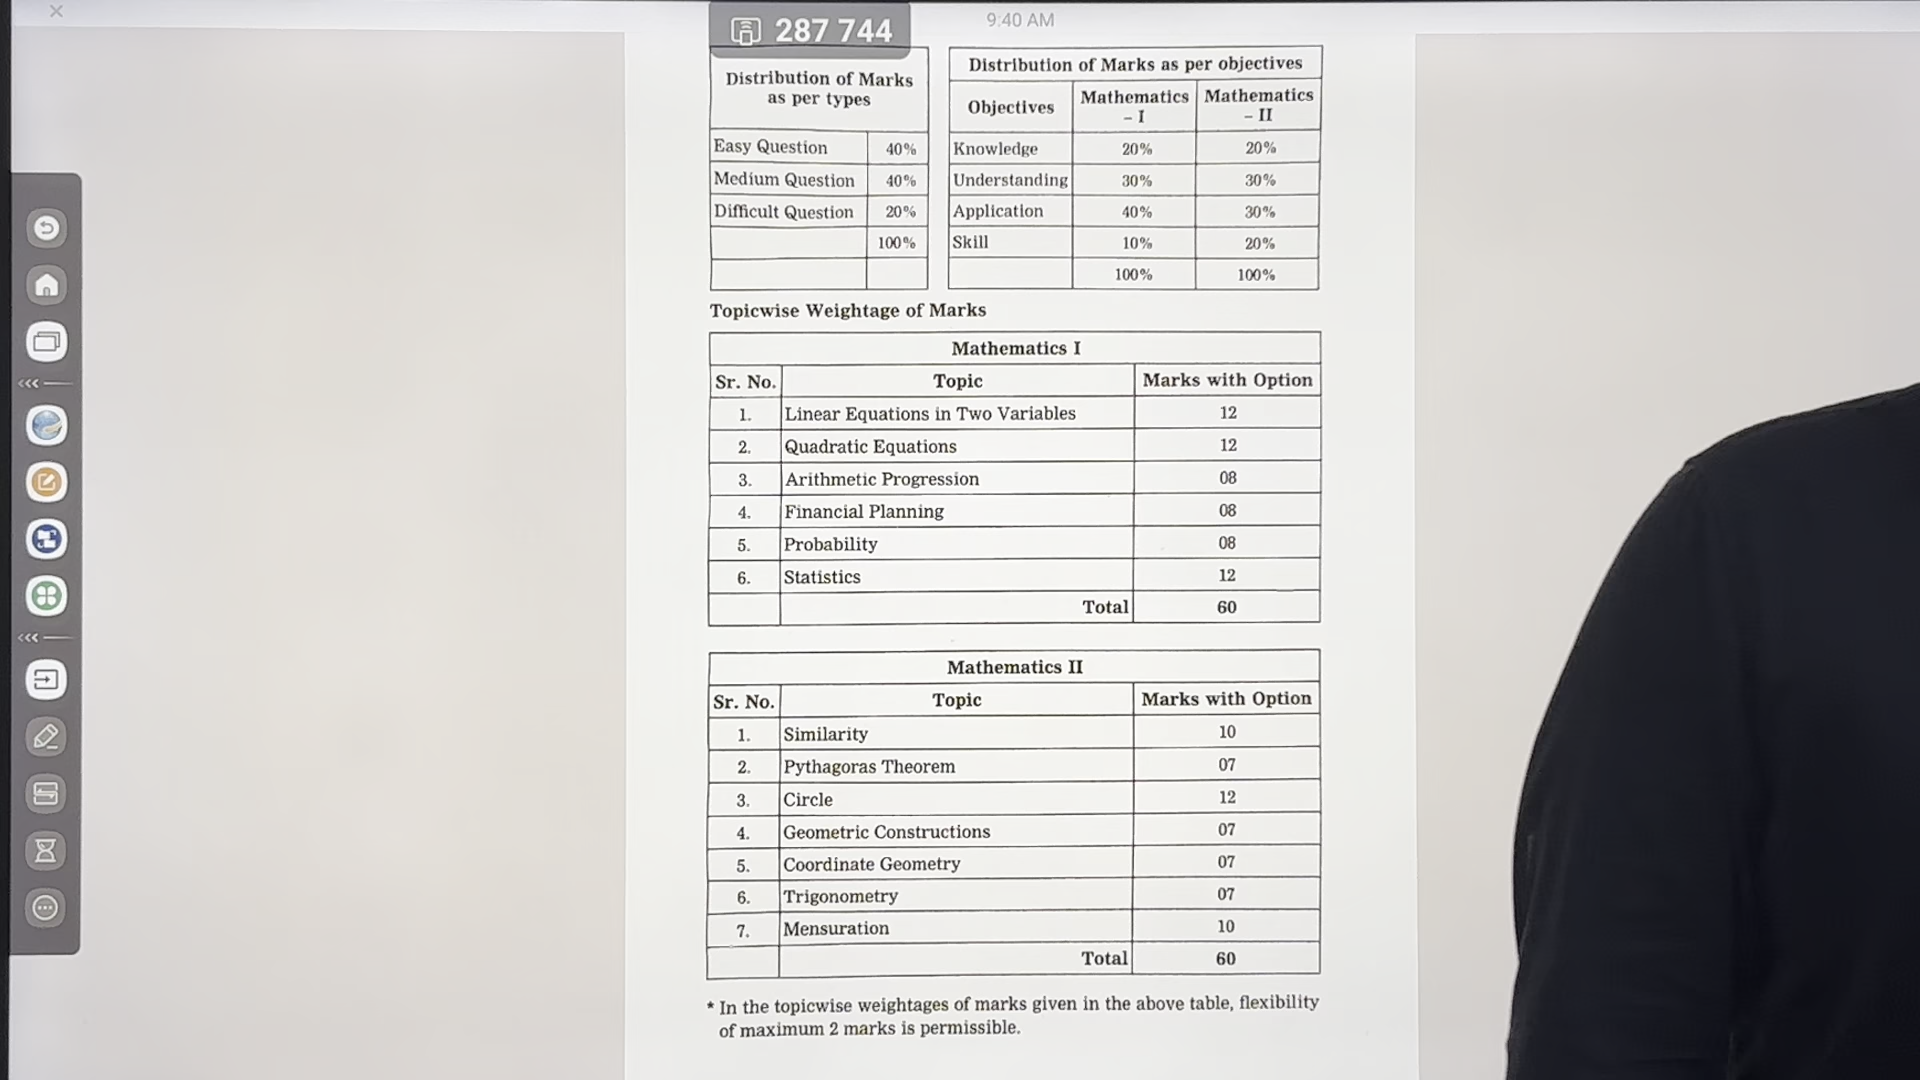 287 744
9:40 AM
Distribution of Marks
as per types
Easy Question 40%
Medium Question 40%
Difficult Question 20%
100%
Distribution of Marks as per objectives
Objectives Mathematics – I Mathematics – II
Knowledge 20% 20%
Understanding 30% 30%
Application 40% 30%
Skill 10% 20%
100% 100%
Topicwise Weightage of Marks
Mathematics I
Sr. No. Topic Marks with Option
1. Linear Equations in Two Variables 12
2. Quadratic Equations 12
3. Arithmetic Progression 08
4. Financial Planning 08
5. Probability 08
6. Statistics 12
Total 60
Mathematics II
Sr. No. Topic Marks with Option
1. Similarity 10
2. Pythagoras Theorem 07
3. Circle 12
4. Geometric Constructions 07
5. Coordinate Geometry 07
6. Trigonometry 07
7. Mensuration 10
Total 60
* In the topicwise weightages of marks given in the above table, flexibility
of maximum 2 marks is permissible.